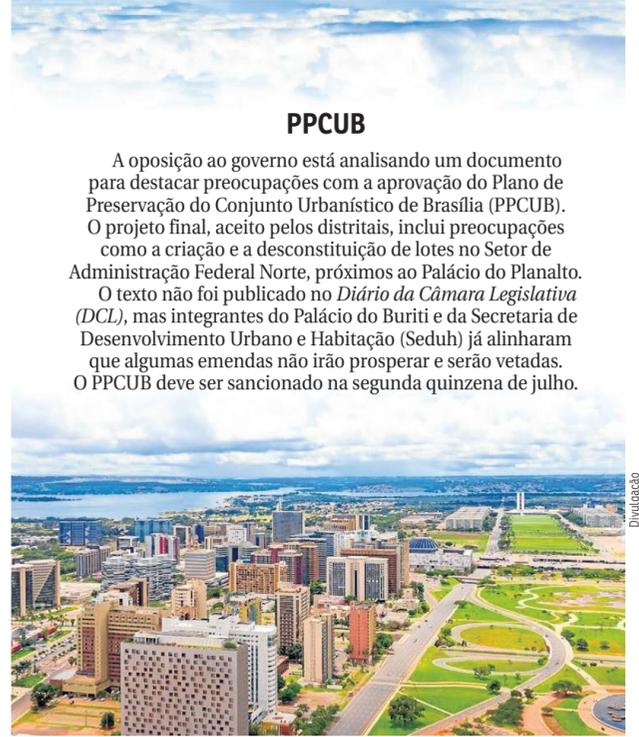 PPCUB
A oposição ao governo está analisando um documento
para destacar preocupações com a aprovação do Plano de
Preservação do Conjunto Urbanístico de Brasília (PPCUB).
O projeto final, aceito pelos distritais, inclui preocupações
como a criação e a desconstituição de lotes no Setor de
Administração Federal Norte, próximos ao Palácio do Planalto.
O texto não foi publicado no Diário da Câmara Legislativa
(DCL), mas integrantes do Palácio do Buriti e da Secretaria de
Desenvolvimento Urbano e Habitação (Seduh) já alinharam
que algumas emendas não irão prosperar e serão vetadas.
O PPCUB deve ser sancionado na segunda quinzena de julho.
Divulgação